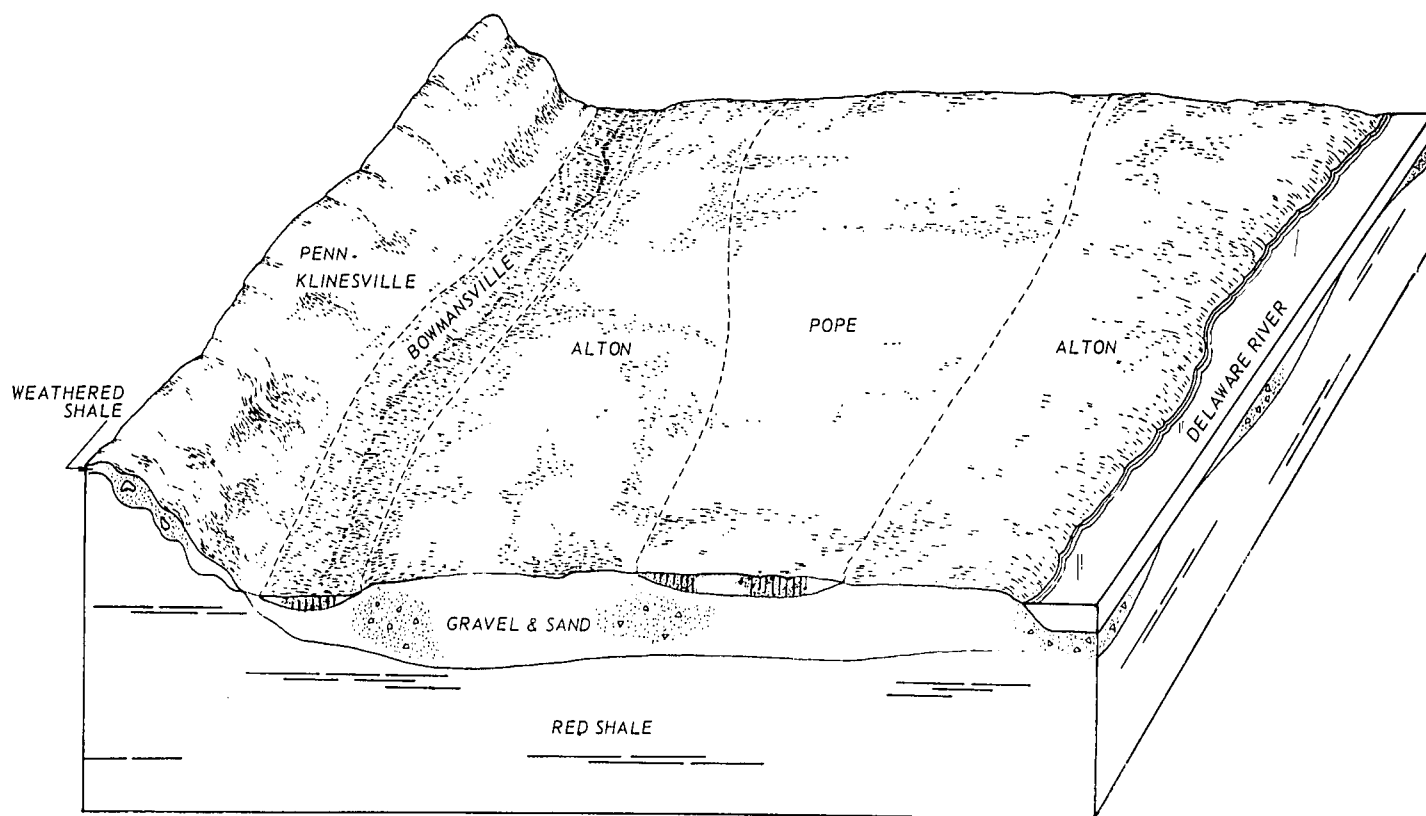 PENN -
KLINESVILLE
BOWMANSVILLE
ALTON
POPE
ALTON
DELAWARE RIVER
WEATHERED
SHALE
GRAVEL & SAND
RED SHALE